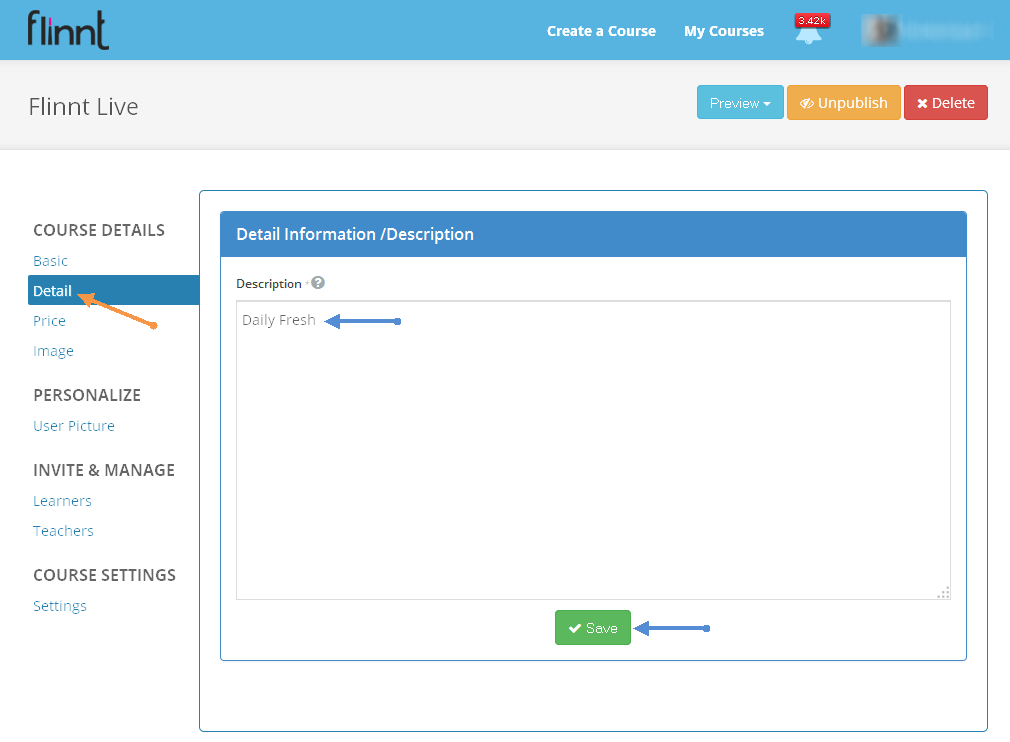 flinnt
Create a Course
My Courses
3.42k
Flinnt Live
Preview
Unpublish
Delete
COURSE DETAILS
Basic
Detail
Price
Image
PERSONALIZE
User Picture
INVITE & MANAGE
Learners
Teachers
COURSE SETTINGS
Settings
Detail Information /Description
Description *
Daily Fresh
Save